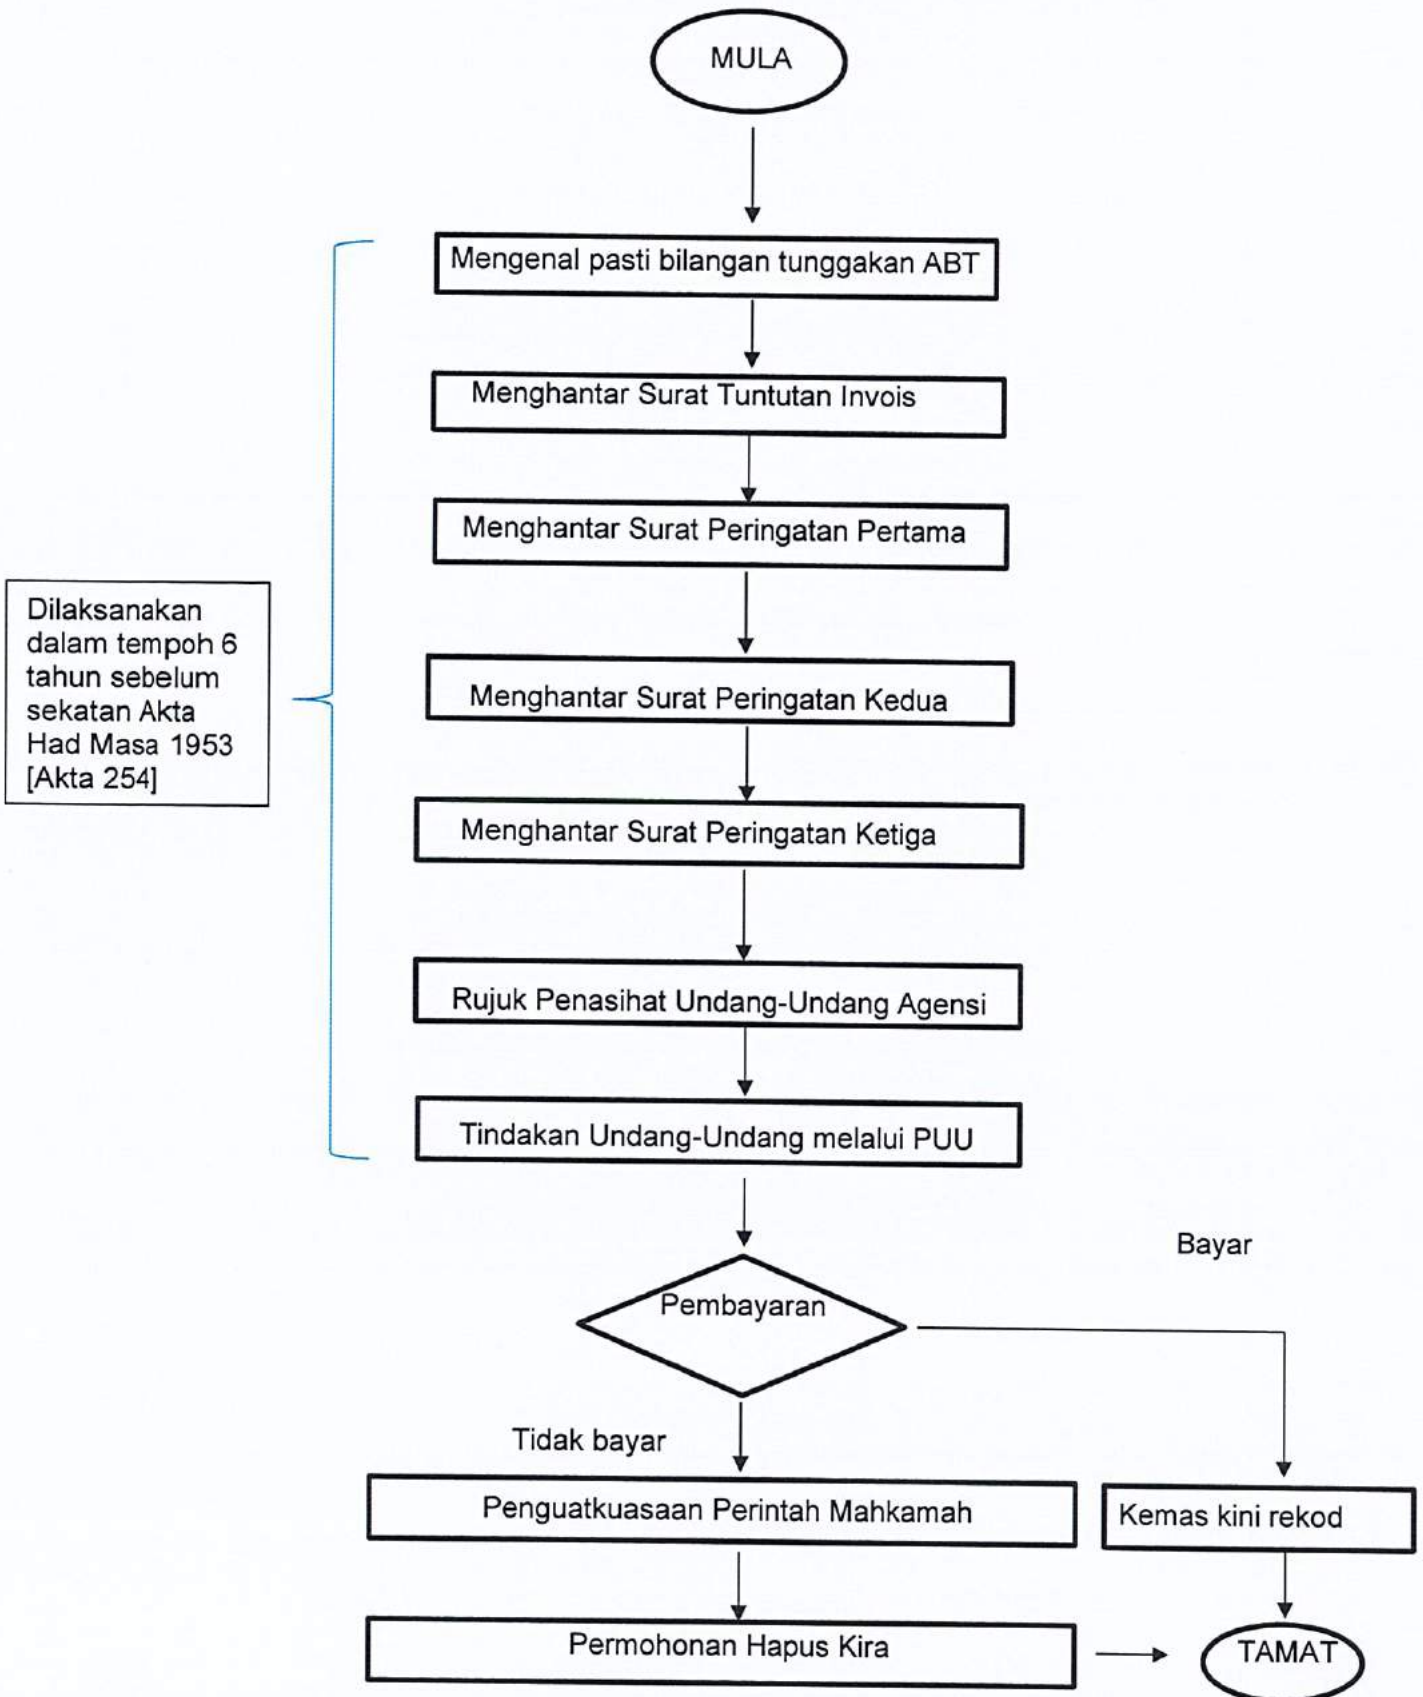 MULA
Mengenal pasti bilangan tunggakan ABT
Menghantar Surat Tuntutan Invois
Menghantar Surat Peringatan Pertama
Dilaksanakan
dalam tempoh 6
tahun sebelum
sekatan Akta
Had Masa 1953
[Akta 254]
Menghantar Surat Peringatan Kedua
Menghantar Surat Peringatan Ketiga
Rujuk Penasihat Undang-Undang Agensi
Tindakan Undang-Undang melalui PUU
Bayar
Pembayaran
Tidak bayar
Penguatkuasaan Perintah Mahkamah
Kemas kini rekod
Permohonan Hapus Kira
TAMAT